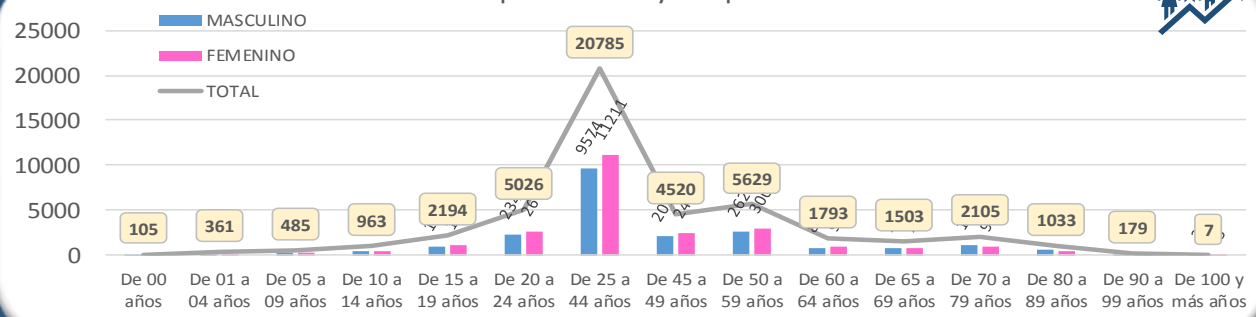 MASCULINO
FEMENINO
TOTAL
25000
20000
15000
10000
5000
0
105
361
485
963
2194
5026
20785
4520
5629
1793
1503
2105
1033
179
7
9574
11211
De 00 años
De 01 a 04 años
De 05 a 09 años
De 10 a 14 años
De 15 a 19 años
De 20 a 24 años
De 25 a 44 años
De 45 a 49 años
De 50 a 59 años
De 60 a 64 años
De 65 a 69 años
De 70 a 79 años
De 80 a 89 años
De 90 a 99 años
De 100 y más años